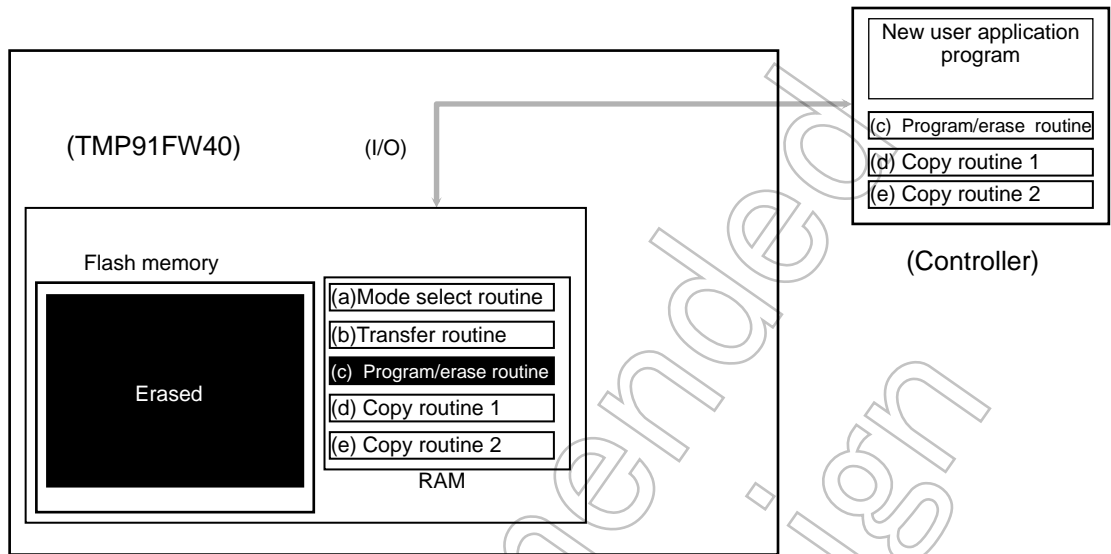 New user application
program
(TMP91FW40)
(I/O)
(c) Program/erase routine
(d) Copy routine 1
(e) Copy routine 2
(Controller)
Flash memory
Erased
(a)Mode select routine
(b)Transfer routine
(c) Program/erase routine
(d) Copy routine 1
(e) Copy routine 2
RAM